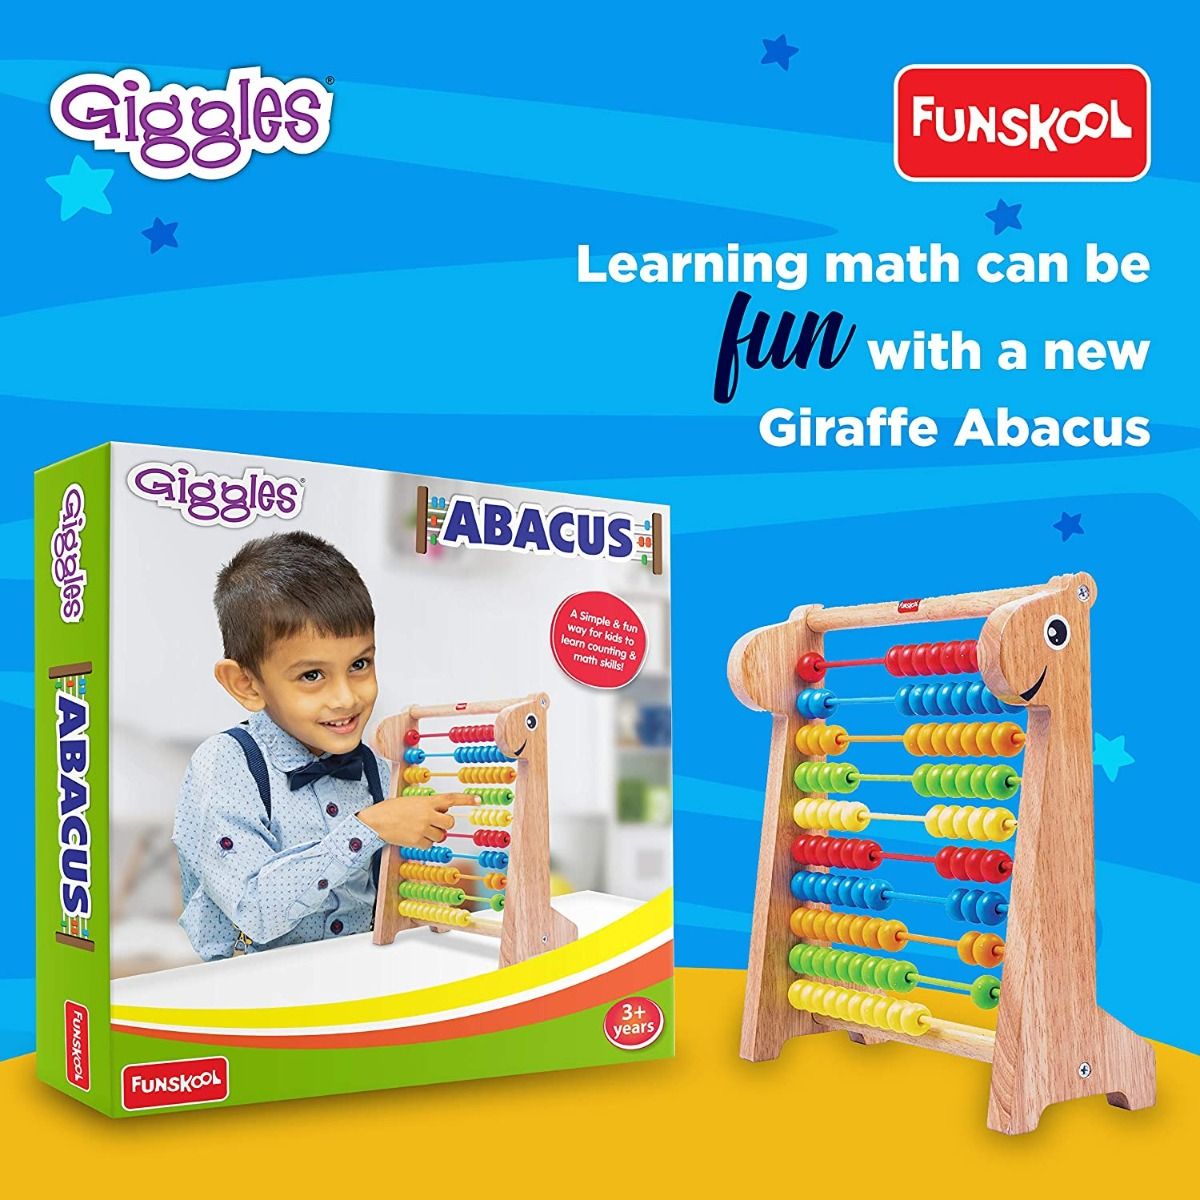 Giggles®
FUNSKOOL
Learning math can be
fun with a new
Giraffe Abacus
Giggles
ABACUS
FUNSKOOL
Giggles
ABACUS
A Simple & fun
way for kids to
learn counting &
math skills!
3+
years
FUNSKOOL
FUNSKOOL